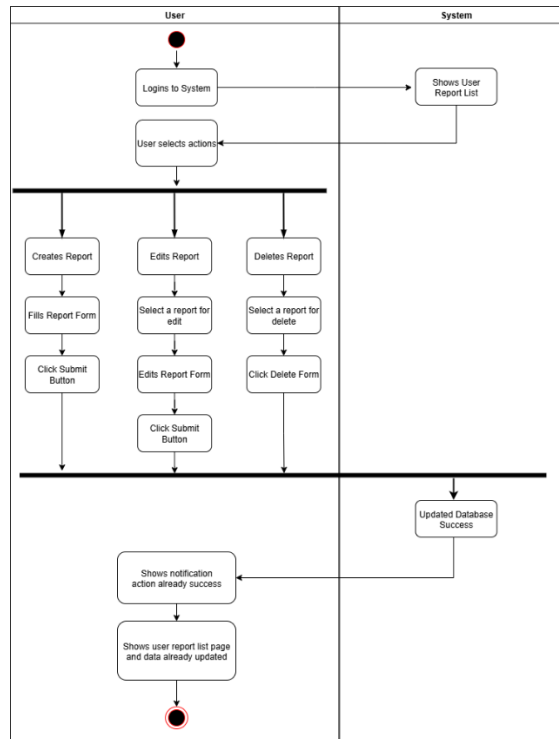 User
System
Logins to System
Shows User
Report List
User selects actions
Creates Report
Edits Report
Deletes Report
Fills Report Form
Select a report for
edit
Select a report for
delete
Click Submit
Button
Edits Report Form
Click Delete Form
Click Submit
Button
Updated Database
Success
Shows notification
action already success
Shows user report list page
and data already updated